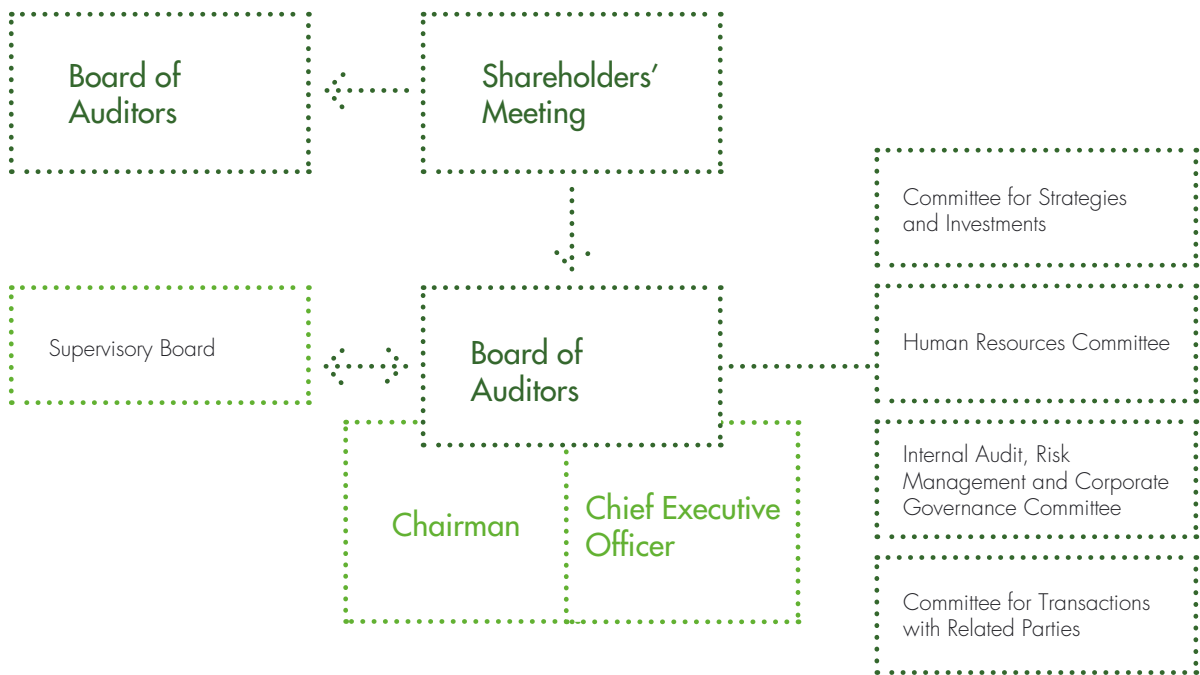 Board of
Auditors
Shareholders’
Meeting
Committee for Strategies
and Investments
Supervisory Board
Board of
Auditors
Human Resources Committee
Chairman
Chief Executive
Officer
Internal Audit, Risk
Management and Corporate
Governance Committee
Committee for Transactions
with Related Parties